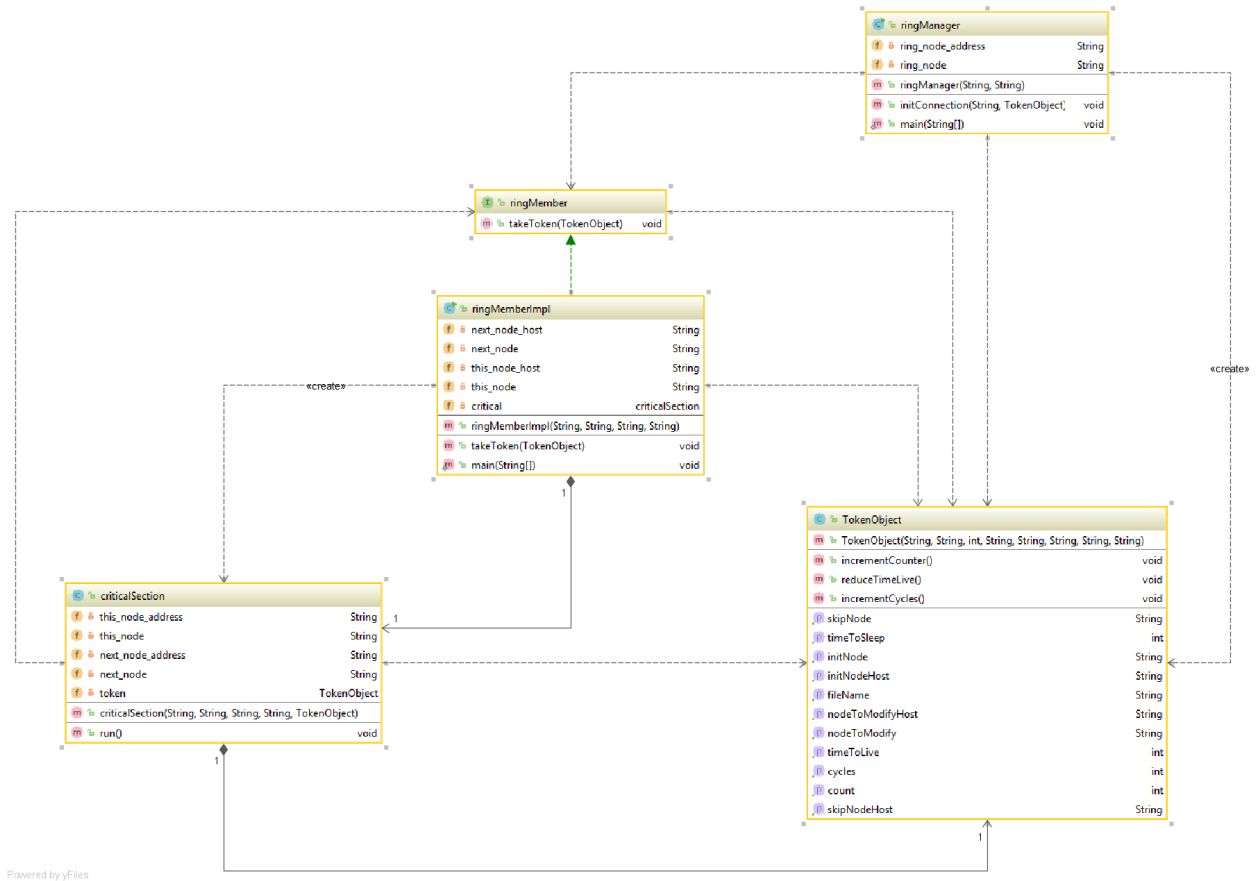 ringManager
ring_node_address String
ring_node String
ringManager(String, String)
initConnection(String, TokenObject) void
main(String[]) void
ringMember
takeToken(TokenObject) void
ringMemberImpl
next_node_host String
next_node String
this_node_host String
this_node String
critical criticalSection
ringMemberImpl(String, String, String, String)
takeToken(TokenObject) void
main(String[]) void
«create»
«create»
1
1
criticalSection
this_node_address String
this_node String
next_node_address String
next_node String
token TokenObject
criticalSection(String, String, String, String, TokenObject)
run() void
1
TokenObject
TokenObject(String, String, int, String, String, String, String, String)
incrementCounter() void
reduceTimeLive() void
incrementCycles() void
skipNode String
timeToSleep int
initNode String
initNodeHost String
fileName String
nodeToModifyHost String
nodeToModify String
timeToLive int
cycles int
count int
skipNodeHost String
1
Powered by yFiles